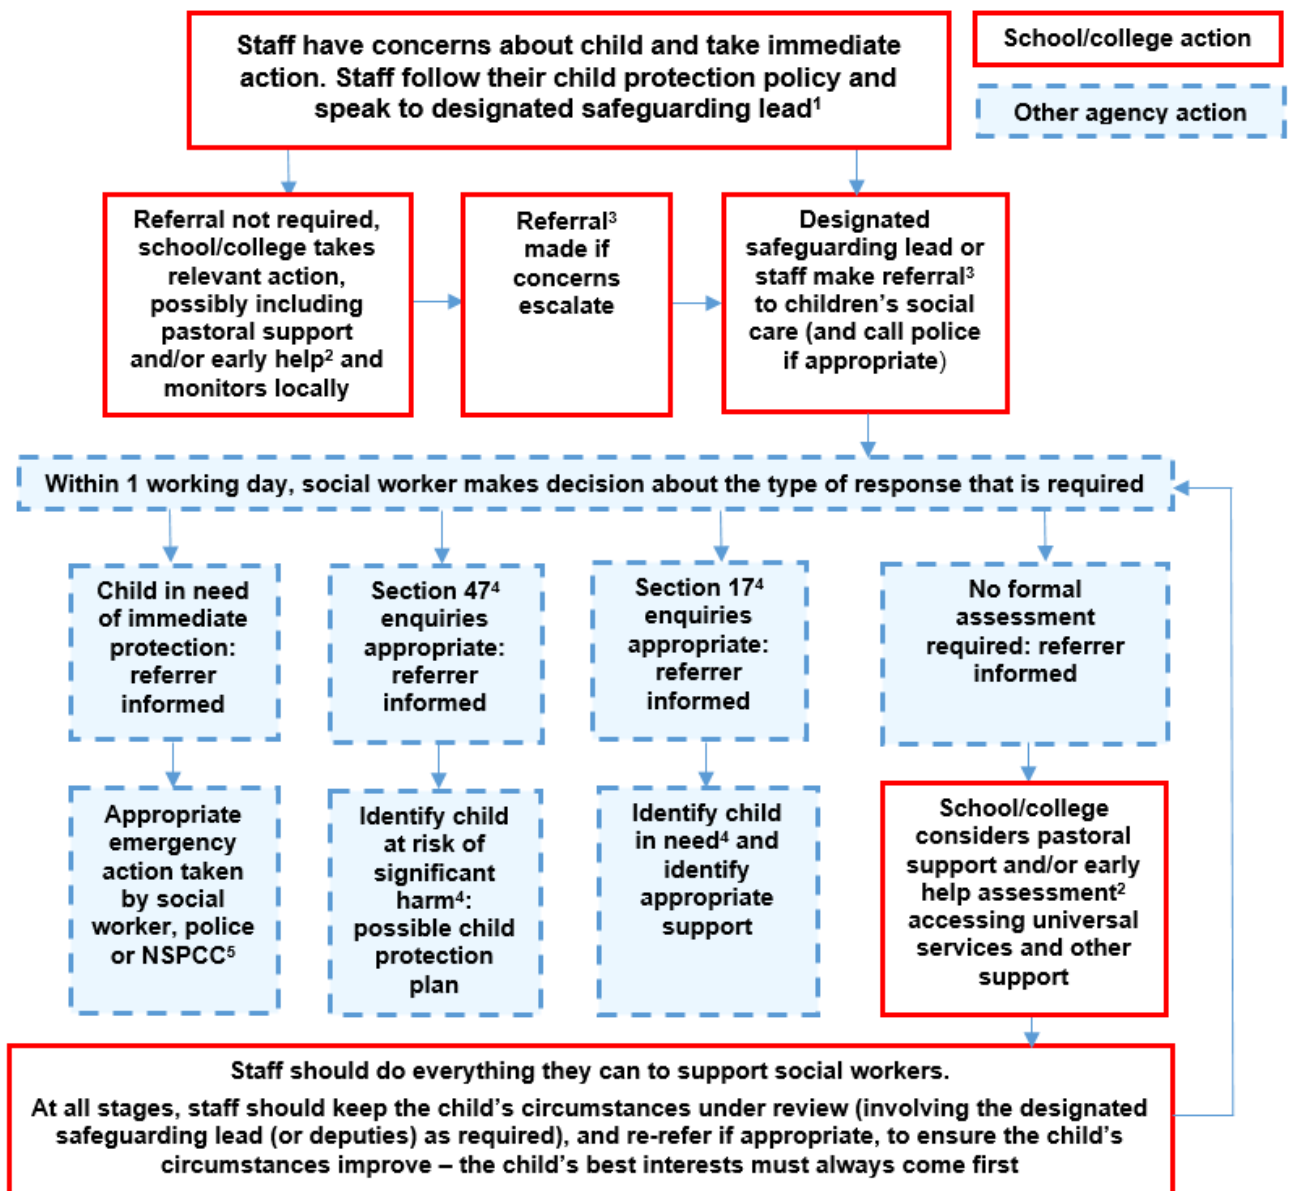 Staff have concerns about child and take immediate
action. Staff follow their child protection policy and
speak to designated safeguarding lead¹
School/college action
Other agency action
Referral not required,
school/college takes
relevant action,
possibly including
pastoral support
and/or early help² and
monitors locally
Referral³
made if
concerns
escalate
Designated
safeguarding lead or
staff make referral³
to children’s social
care (and call police
if appropriate)
Within 1 working day, social worker makes decision about the type of response that is required
Child in need
of immediate
protection:
referrer
informed
Section 47⁴
enquiries
appropriate:
referrer
informed
Section 17⁴
enquiries
appropriate:
referrer
informed
No formal
assessment
required: referrer
informed
Appropriate
emergency
action taken
by social
worker, police
or NSPCC⁵
Identify child
at risk of
significant
harm⁴:
possible child
protection
plan
Identify child
in need⁴ and
identify
appropriate
support
School/college
considers pastoral
support and/or early
help assessment²
accessing universal
services and other
support
Staff should do everything they can to support social workers.
At all stages, staff should keep the child’s circumstances under review (involving the designated
safeguarding lead (or deputies) as required), and re-refer if appropriate, to ensure the child’s
circumstances improve – the child’s best interests must always come first